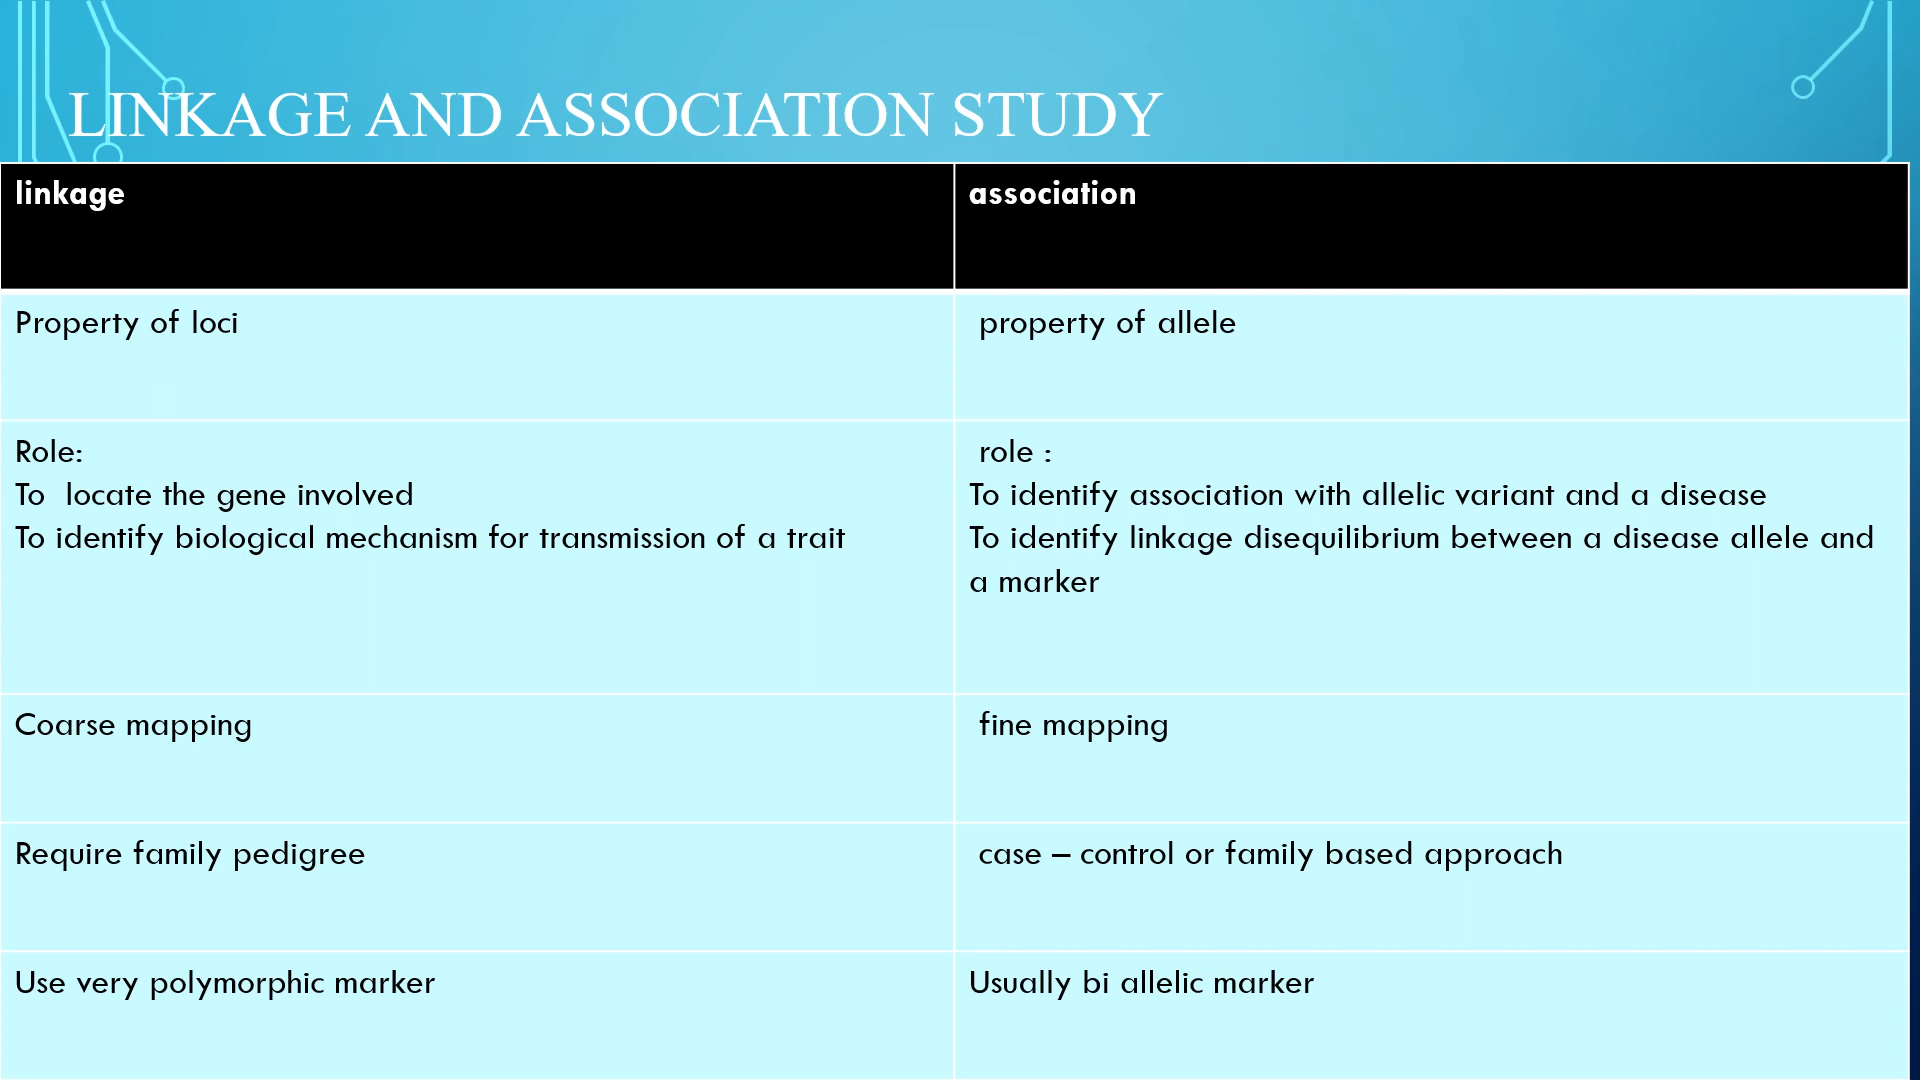 LINKAGE AND ASSOCIATION STUDY
linkage
association
Property of loci
property of allele
Role:
To locate the gene involved
To identify biological mechanism for transmission of a trait
role :
To identify association with allelic variant and a disease
To identify linkage disequilibrium between a disease allele and
a marker
Coarse mapping
fine mapping
Require family pedigree
case – control or family based approach
Use very polymorphic marker
Usually bi allelic marker